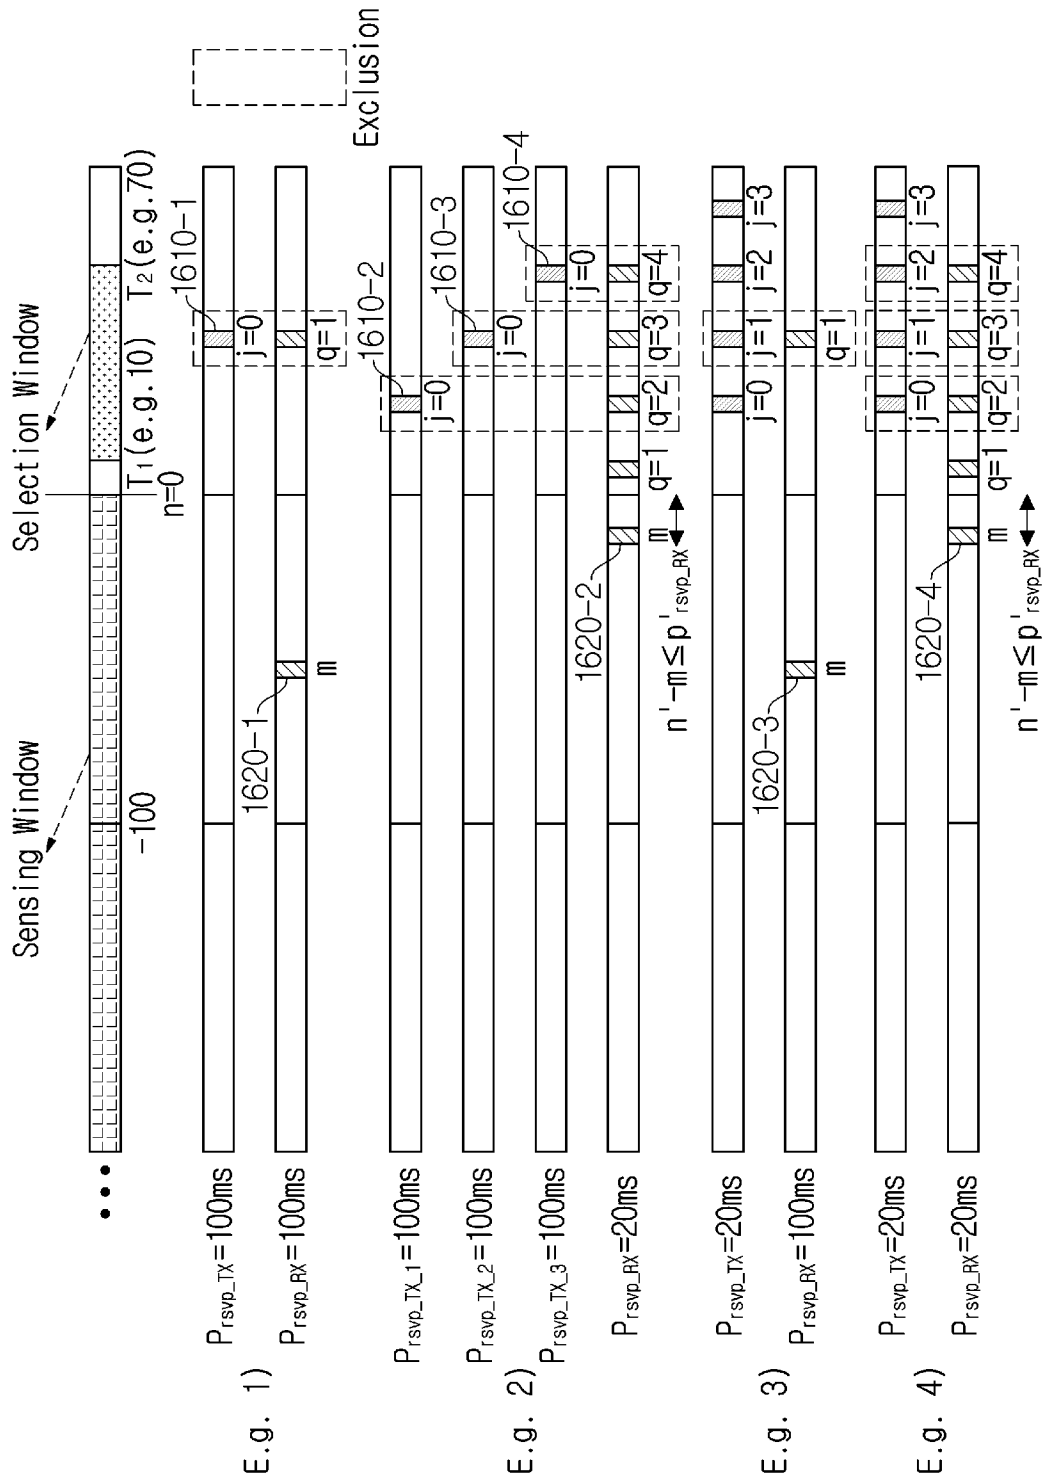 Sensing Window
Selection Window
-100
n=0
T1(e.g.10)
T2(e.g.70)
Exclusion
E.g. 1)
Prsvp_TX=100ms
1610-1
j=0
Prsvp_RX=100ms
1620-1
m
q=1
E.g. 2)
Prsvp_TX_1=100ms
1610-2
j=0
Prsvp_TX_2=100ms
1610-3
j=0
Prsvp_TX_3=100ms
1610-4
j=0
Prsvp_RX=20ms
1620-2
m
q=1
q=2
q=3
q=4
n'-m≤p'rsvp_RX
E.g. 3)
Prsvp_TX=20ms
j=0
j=1
j=2
j=3
Prsvp_RX=100ms
1620-3
m
q=1
E.g. 4)
Prsvp_TX=20ms
j=0
j=1
j=2
j=3
Prsvp_RX=20ms
1620-4
m
q=1
q=2
q=3
q=4
n'-m≤p'rsvp_RX